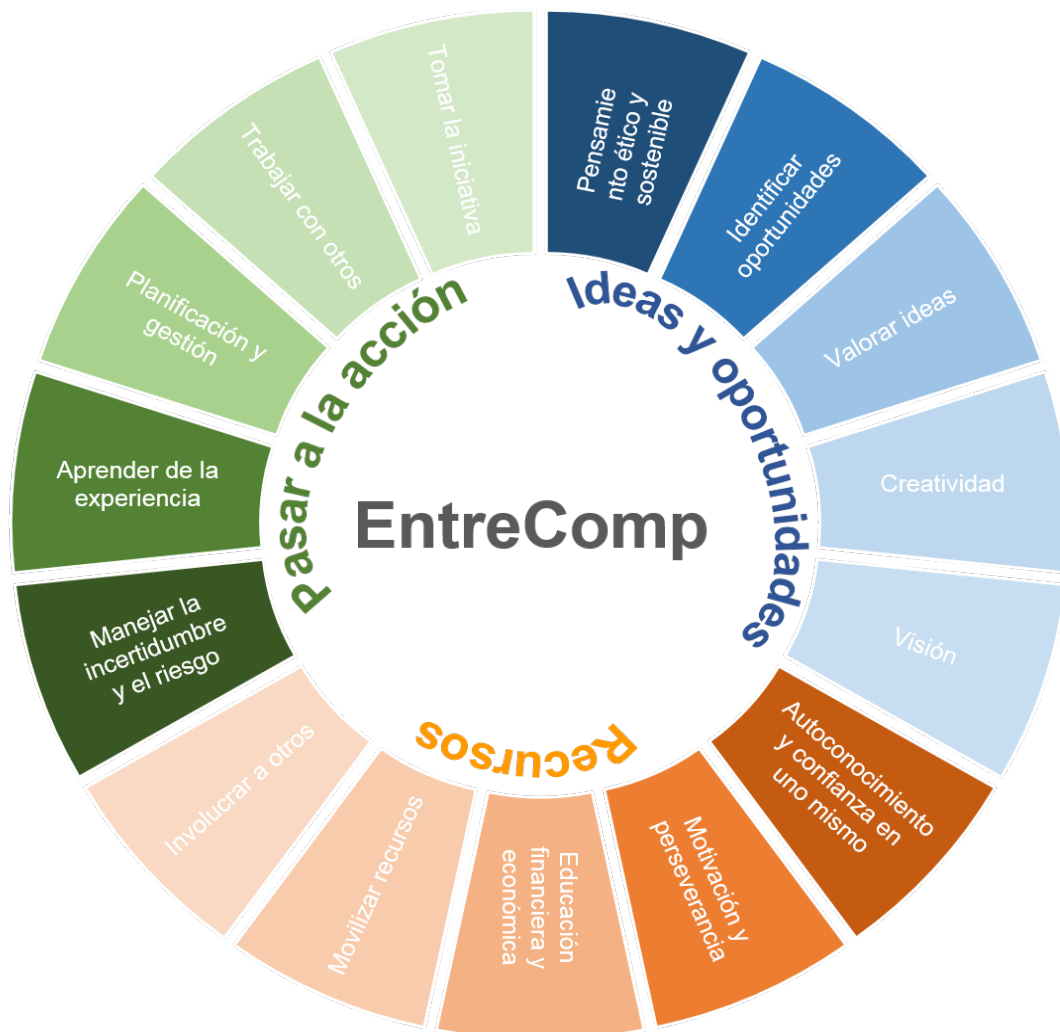 EntreComp
Ideas y oportunidades
Pensamie
nto ético y
sostenible
Identificar
oportunidades
Valorar ideas
Creatividad
Visión
Recursos
Autoconocimiento
y confianza en
uno mismo
Motivación y
perseverancia
Educación
financiera y
económica
Movilizar recursos
Involucrar a otros
Pasar a la acción
Manejar la
incertidumbre
y el riesgo
Aprender de la
experiencia
Planificación y
gestión
Trabajar con otros
Tomar la iniciativa